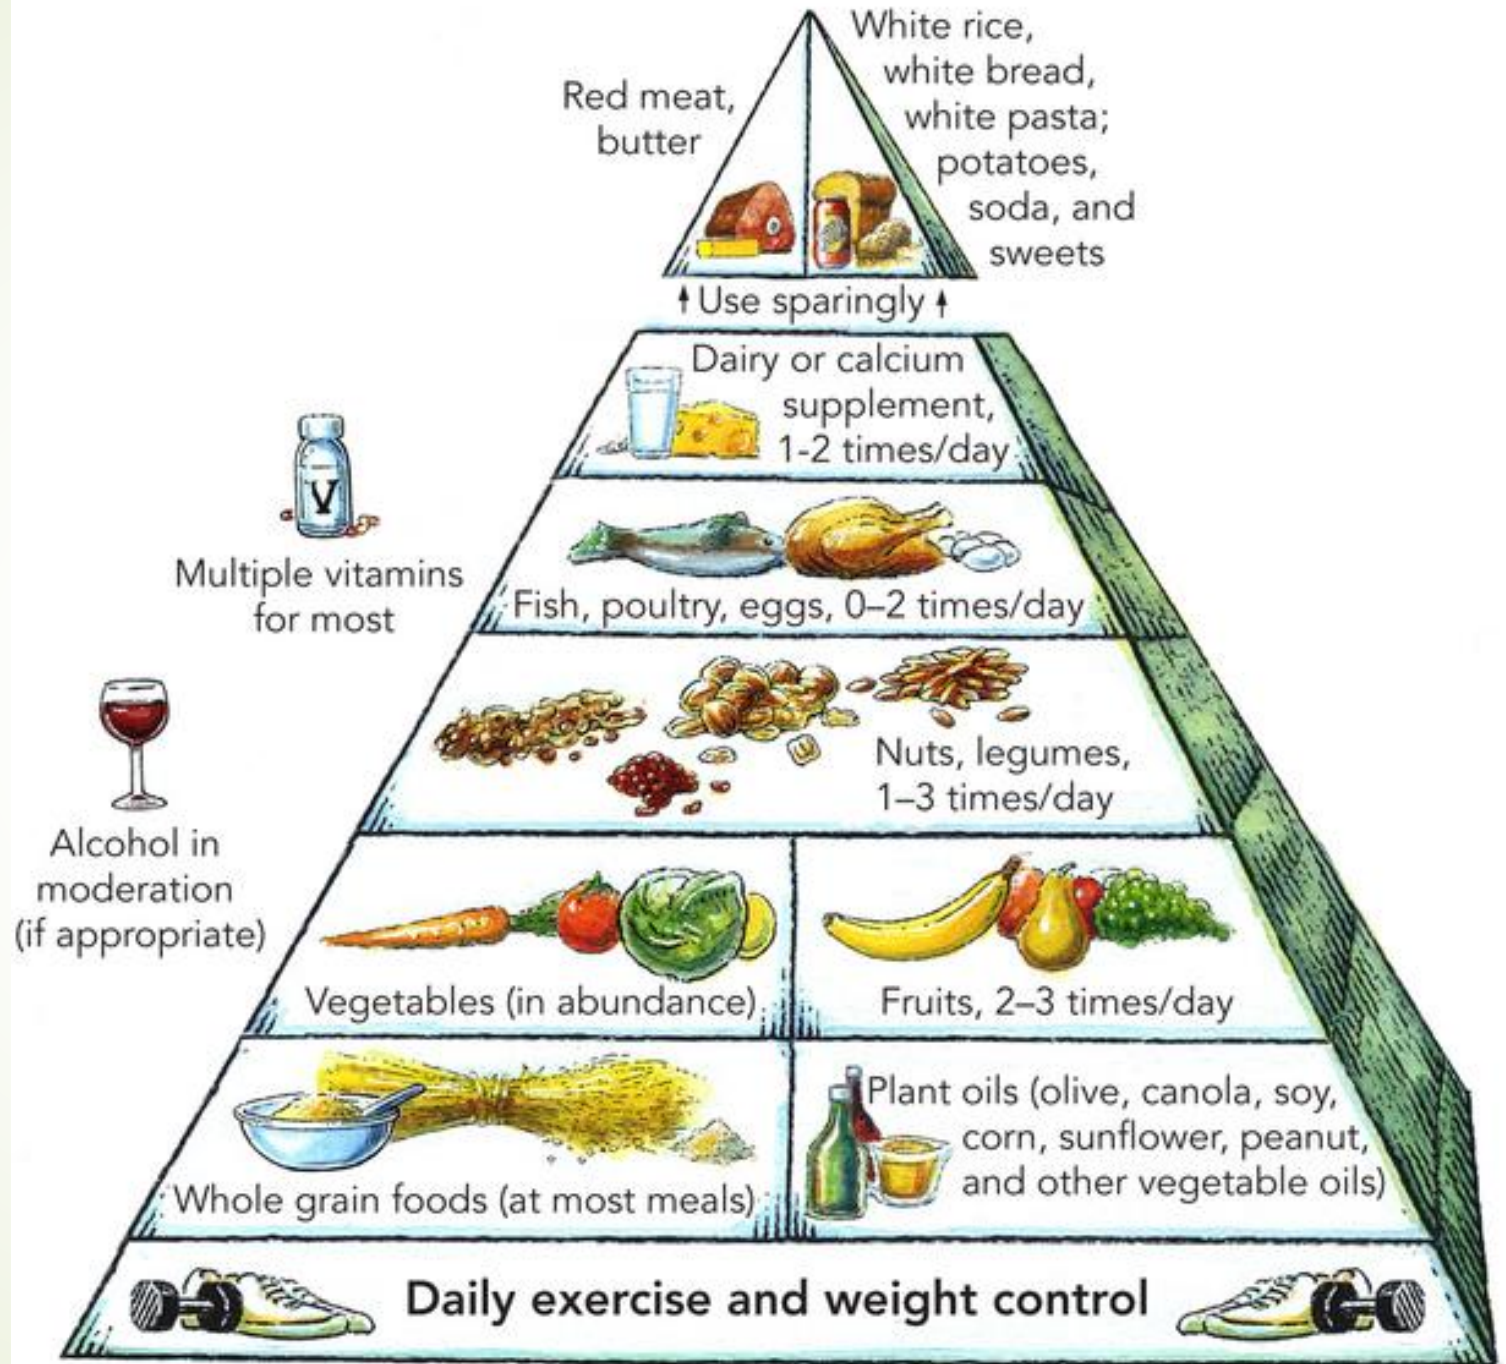 Red meat,
butter
White rice,
white bread,
white pasta;
potatoes,
soda, and
sweets
Use sparingly
Dairy or calcium
supplement,
1-2 times/day
V
Multiple vitamins
for most
Fish, poultry, eggs, 0–2 times/day
Nuts, legumes,
1–3 times/day
Alcohol in
moderation
(if appropriate)
Vegetables (in abundance)
Fruits, 2–3 times/day
Whole grain foods (at most meals)
Plant oils (olive, canola, soy,
corn, sunflower, peanut,
and other vegetable oils)
Daily exercise and weight control